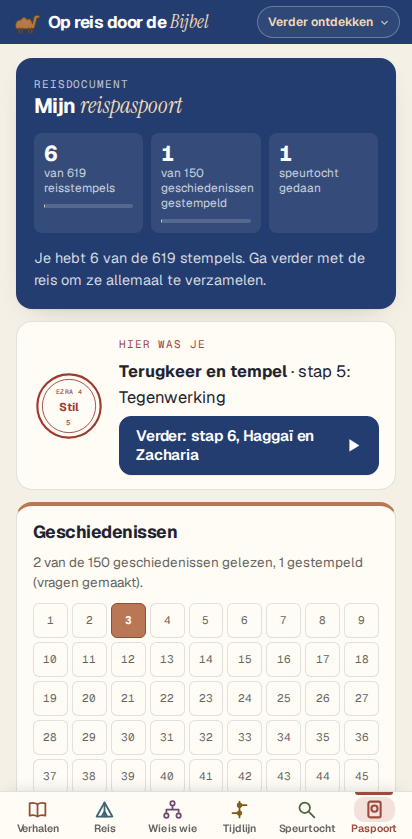 Op reis door de Bijbel
Verder ontdekken
REISDOCUMENT
Mijn reispaspoort
6
van 619
reisstempels
1
van 150
geschiedenissen
gestempeld
1
speurtocht
gedaan
Je hebt 6 van de 619 stempels. Ga verder met de
reis om ze allemaal te verzamelen.
HIER WAS JE
EZRA 4
Stil
5
Terugkeer en tempel · stap 5:
Tegenwerking
Verder: stap 6, Haggaï en
Zacharia
Geschiedenissen
2 van de 150 geschiedenissen gelezen, 1 gestempeld
(vragen gemaakt).
1 2 3 4 5 6 7 8 9
10 11 12 13 14 15 16 17 18
19 20 21 22 23 24 25 26 27
28 29 30 31 32 33 34 35 36
37 38 39 40 41 42 43 44 45
Verhalen Reis Wie is wie Tijdlijn Speurtocht Paspoort